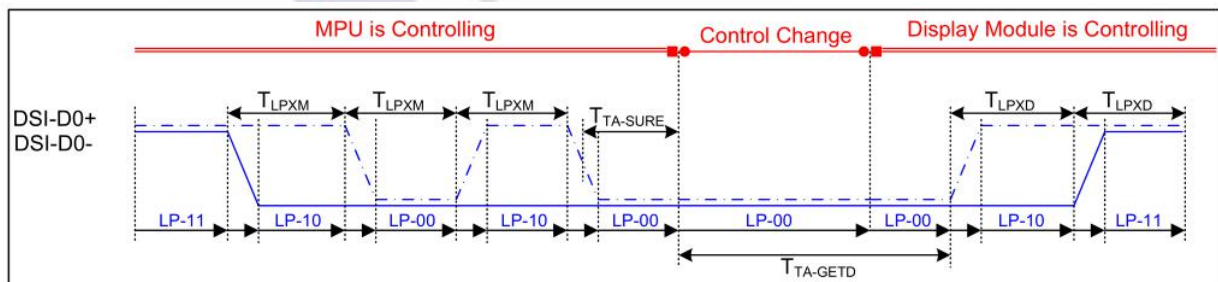 MPU is Controlling Control Change Display Module is Controlling
TLPXM TLPXM TLPXM TTA-SURE TLPXD TLPXD
DSI-D0+
DSI-D0-
LP-11 LP-10 LP-00 LP-10 LP-00 LP-00 LP-00 LP-10 LP-11
TTA-GETD